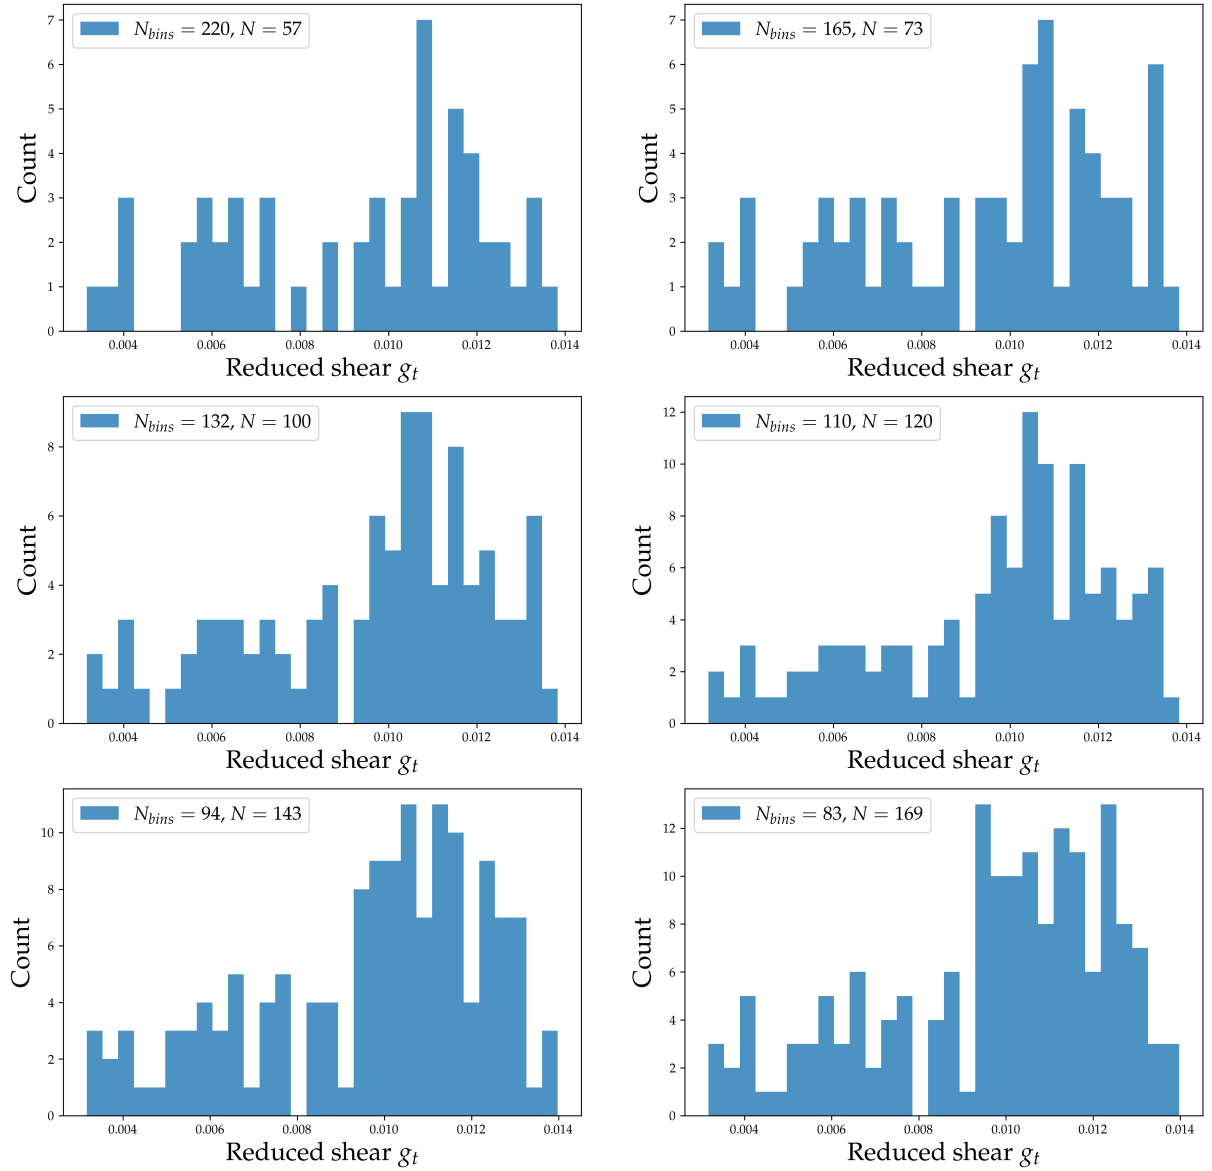 N_bins = 220, N = 57
7
6
5
4
3
2
1
0
Count
0.004 0.006 0.008 0.010 0.012 0.014
Reduced shear g_t
N_bins = 165, N = 73
7
6
5
4
3
2
1
0
Count
0.004 0.006 0.008 0.010 0.012 0.014
Reduced shear g_t
N_bins = 132, N = 100
8
6
4
2
0
Count
0.004 0.006 0.008 0.010 0.012 0.014
Reduced shear g_t
N_bins = 110, N = 120
12
10
8
6
4
2
0
Count
0.004 0.006 0.008 0.010 0.012 0.014
Reduced shear g_t
N_bins = 94, N = 143
10
8
6
4
2
0
Count
0.004 0.006 0.008 0.010 0.012 0.014
Reduced shear g_t
N_bins = 83, N = 169
12
10
8
6
4
2
0
Count
0.004 0.006 0.008 0.010 0.012 0.014
Reduced shear g_t